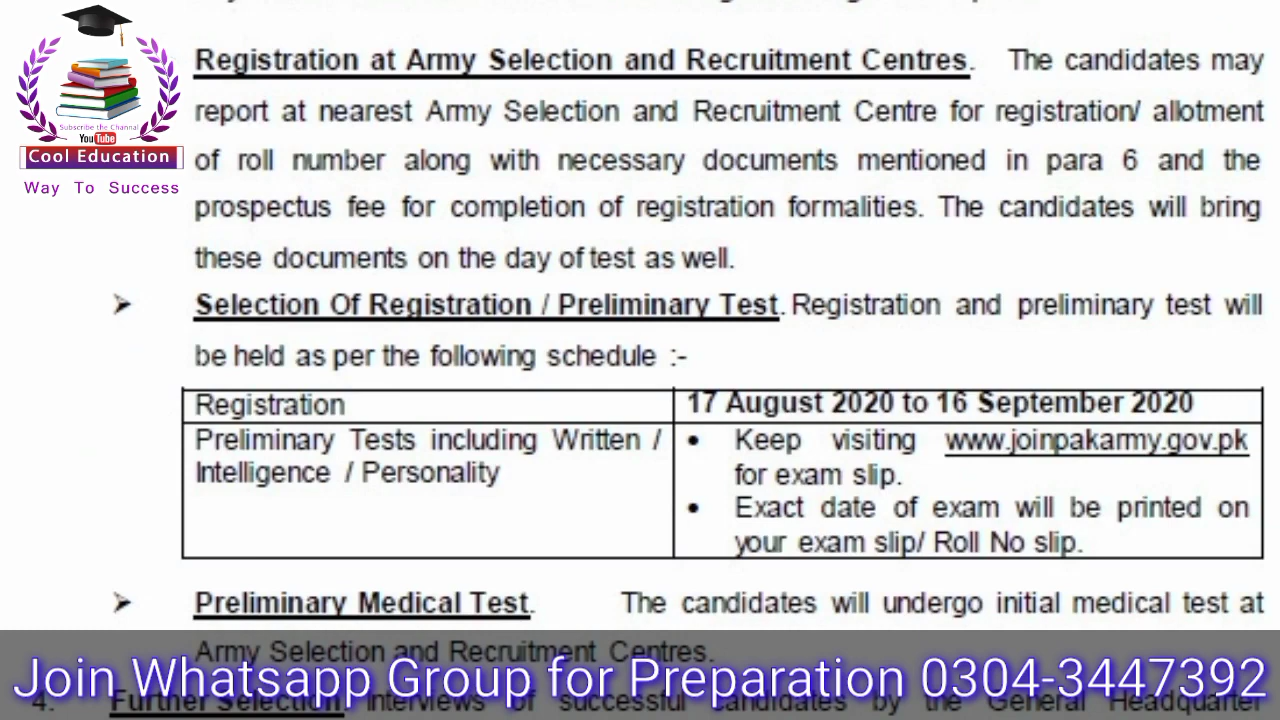 Subscribe the Channel
YouTube
Cool Education
Way To Success
Registration at Army Selection and Recruitment Centres. The candidates may
report at nearest Army Selection and Recruitment Centre for registration/ allotment
of roll number along with necessary documents mentioned in para 6 and the
prospectus fee for completion of registration formalities. The candidates will bring
these documents on the day of test as well.
➢ Selection Of Registration / Preliminary Test. Registration and preliminary test will
be held as per the following schedule :-
Registration 17 August 2020 to 16 September 2020
Preliminary Tests including Written / • Keep visiting www.joinpakarmy.gov.pk
Intelligence / Personality for exam slip.
• Exact date of exam will be printed on
your exam slip/ Roll No slip.
➢ Preliminary Medical Test. The candidates will undergo initial medical test at
Army Selection and Recruitment Centres.
Join Whatsapp Group for Preparation 0304-3447392
4. Further Selection Interviews of successful candidates by the General Headquarter